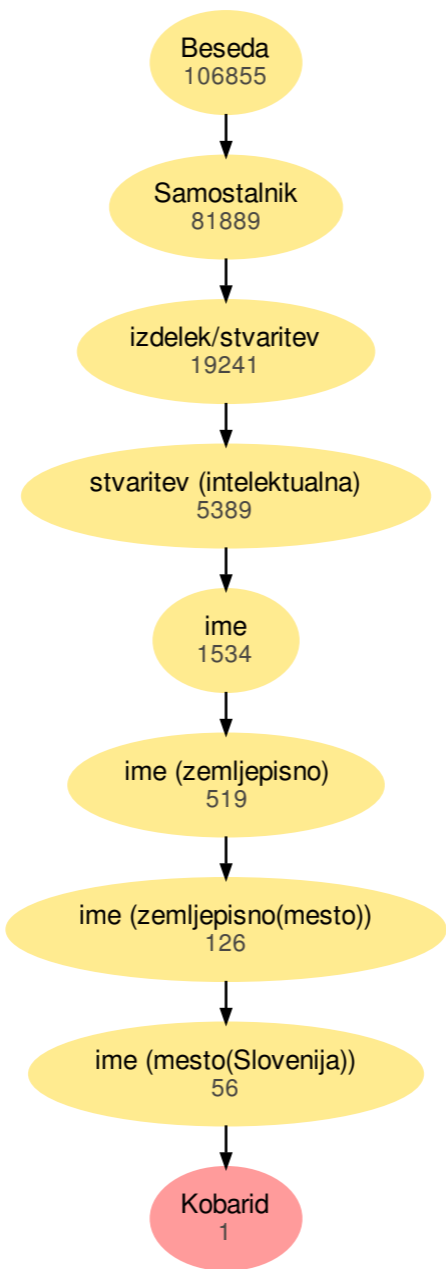 Beseda
106855
Samostalnik
81889
izdelek/stvaritev
19241
stvaritev (intelektualna)
5389
ime
1534
ime (zemljepisno)
519
ime (zemljepisno(mesto))
126
ime (mesto(Slovenija))
56
Kobarid
1